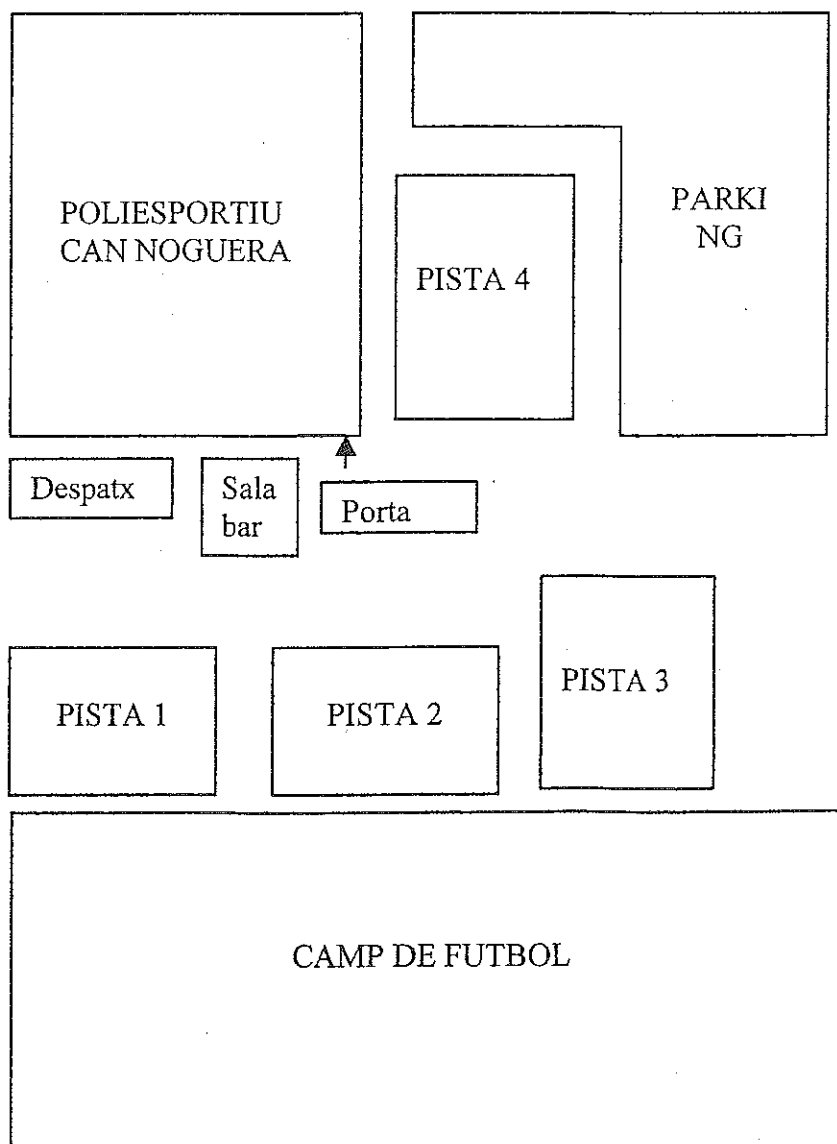 POLIESPORTIU
CAN NOGUERA
PARKI
NG
PISTA 4
Despatx
Sala
bar
Porta
PISTA 1
PISTA 2
PISTA 3
CAMP DE FUTBOL